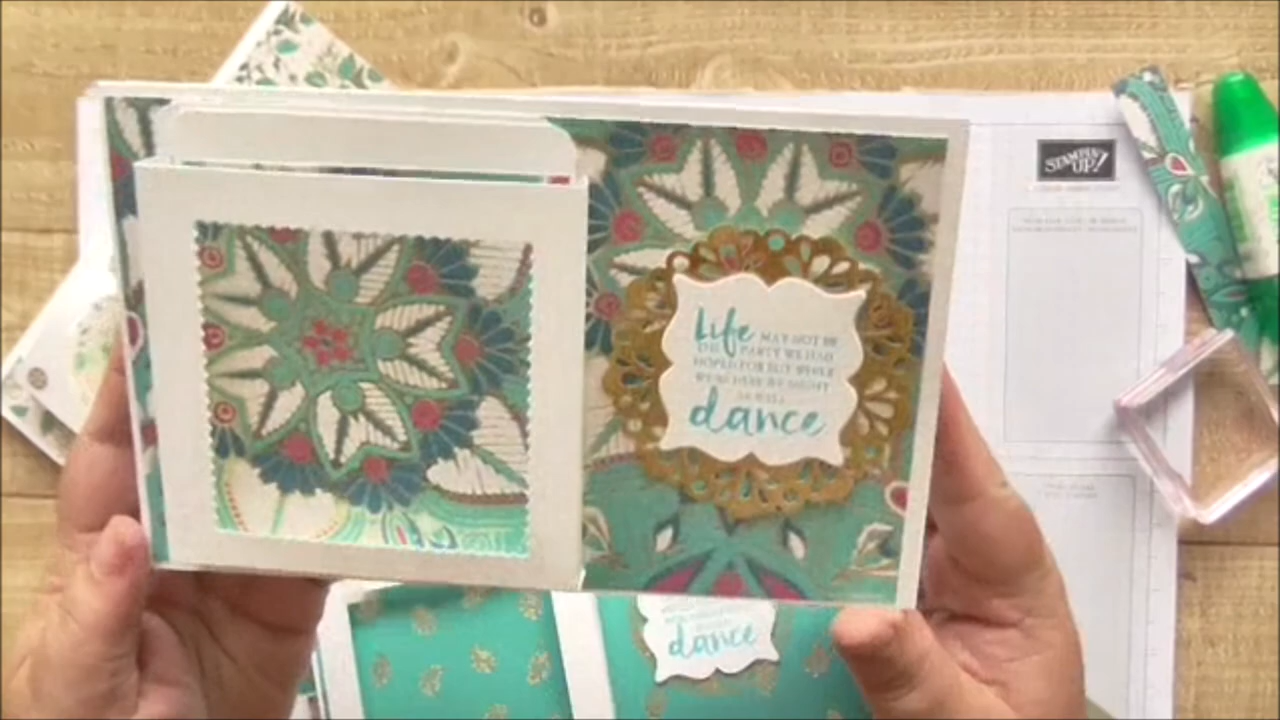 STAMPIN'
UP!
Life MAY NOT BE
THE PARTY WE HAD
HOPED FOR BUT WHILE
WE'RE HERE WE MIGHT
AS WELL
dance
dance